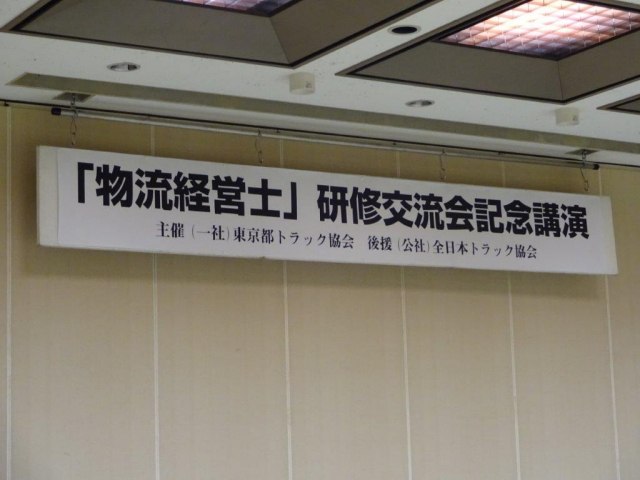 「物流経営士」研修交流会記念講演
主催(一社)東京都トラック協会　後援(公社)全日本トラック協会